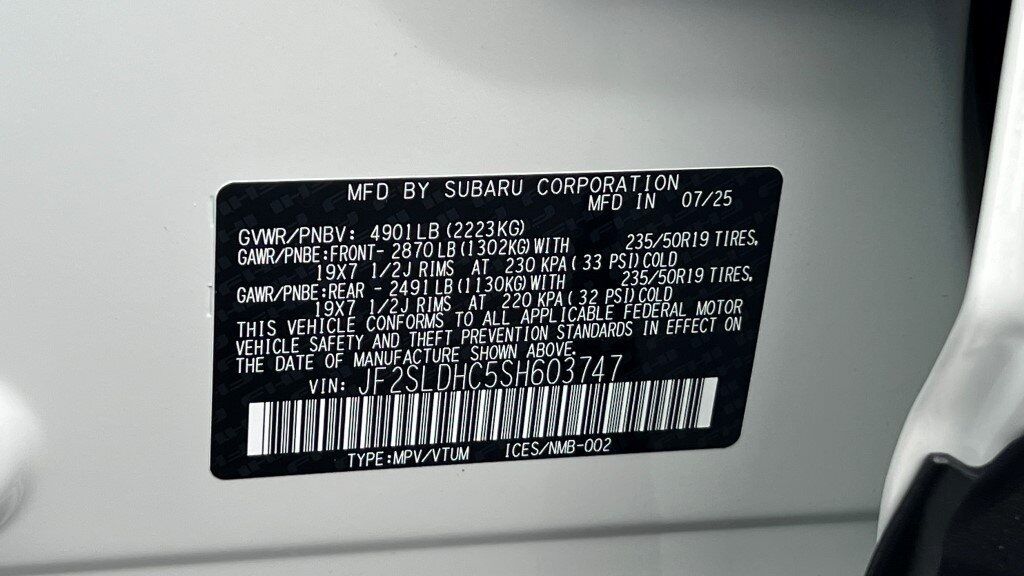 MFD BY SUBARU CORPORATION
MFD IN 07/25
GVWR/PNBV: 4901LB(2223KG)
GAWR/PNBE:FRONT- 2870LB(1302KG)WITH 235/50R19 TIRES,
19X7 1/2J RIMS AT 230 KPA( 33 PSI)COLD
GAWR/PNBE:REAR - 2491LB(1130KG)WITH 235/50R19 TIRES,
19X7 1/2J RIMS AT 220 KPA( 32 PSI)COLD
THIS VEHICLE CONFORMS TO ALL APPLICABLE FEDERAL MOTOR
VEHICLE SAFETY AND THEFT PREVENTION STANDARDS IN EFFECT ON
THE DATE OF MANUFACTURE SHOWN ABOVE.
VIN: JF2SLDHC5SH603747
TYPE:MPV/VTUM ICES/NMB-002